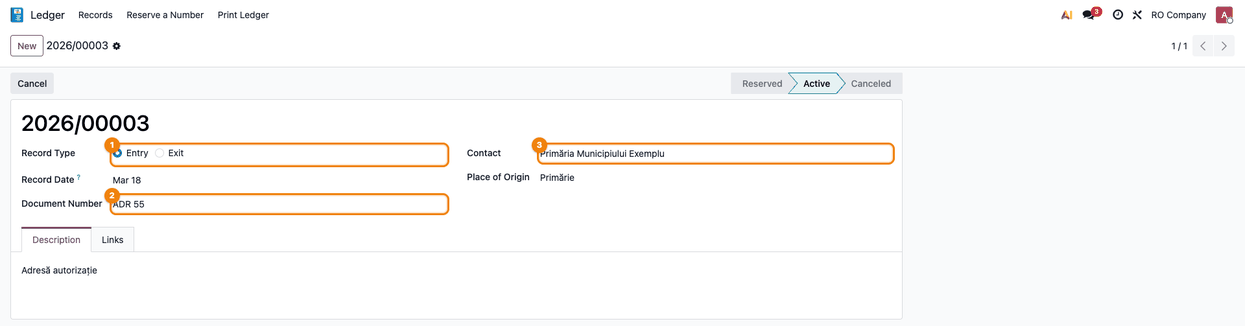 Ledger Records Reserve a Number Print Ledger AI 3 RO Company A
New 2026/00003 1 / 1
Cancel Reserved Active Canceled
2026/00003
1 3
Record Type Entry Exit Contact Primăria Municipiului Exemplu
Record Date ? Mar 18 Place of Origin Primărie
2
Document Number ADR 55
Description Links
Adresă autorizație